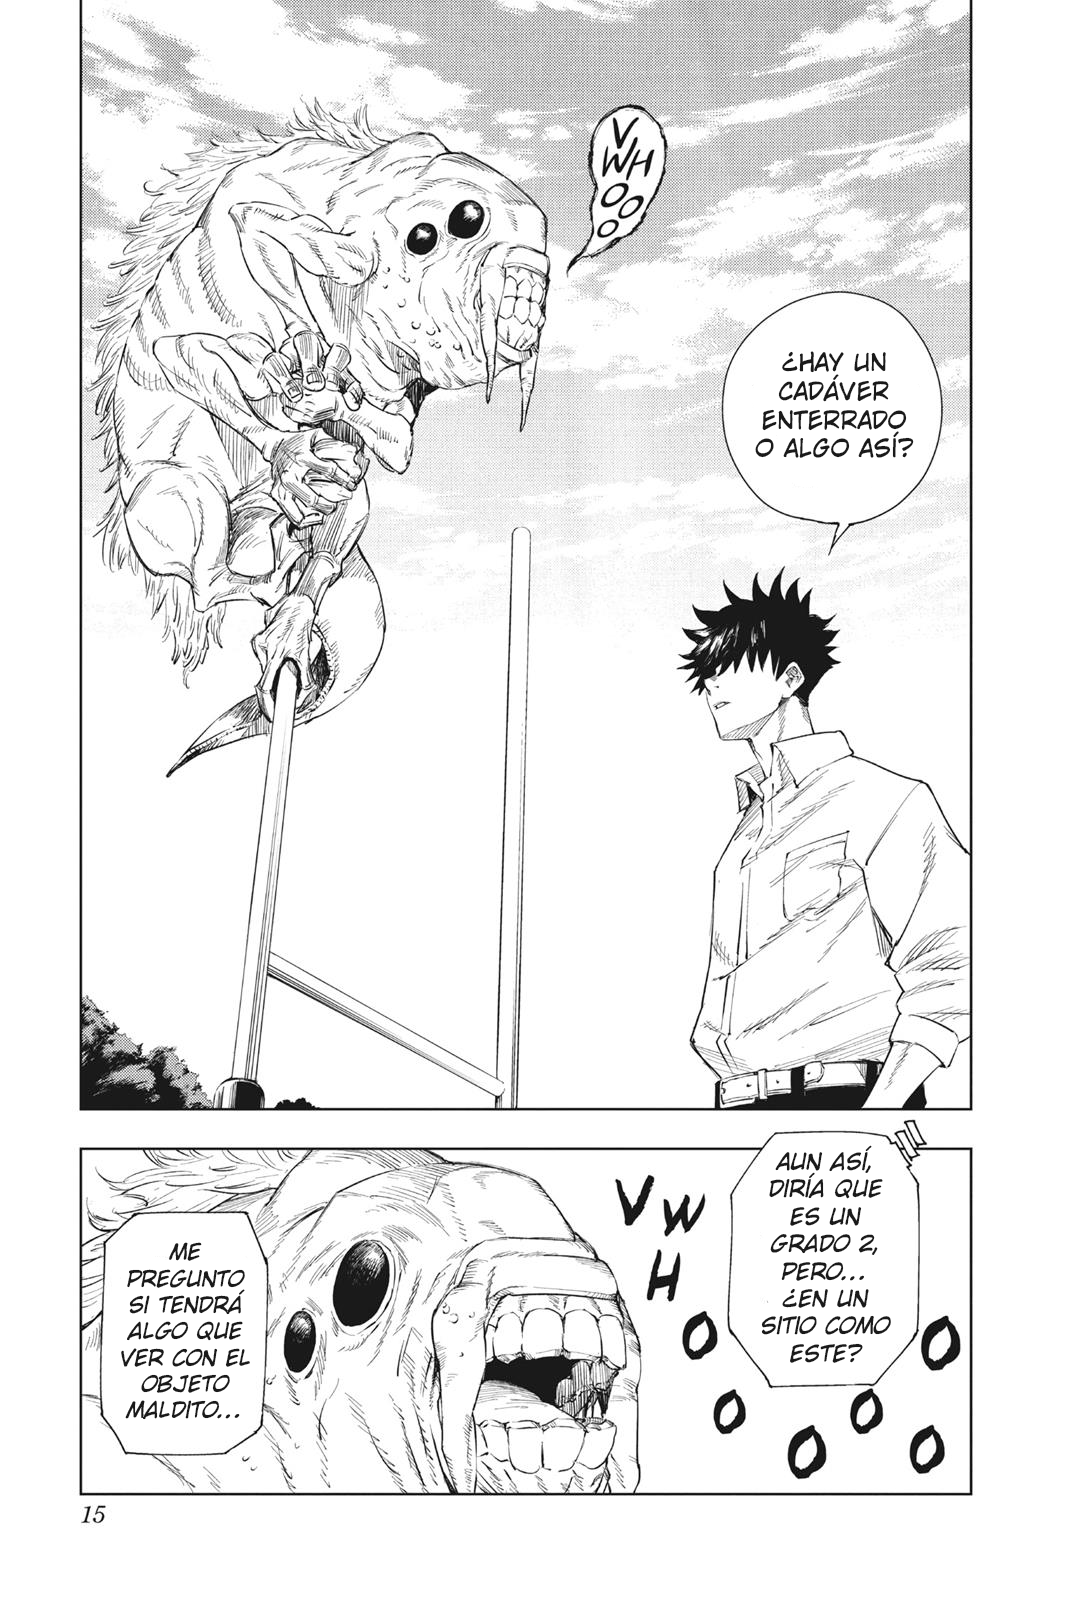 V
WH
O
O
O
¿HAY UN
CADÁVER
ENTERRADO
O ALGO ASÍ?
AUN ASÍ,
DIRÍA QUE
ES UN
GRADO 2,
PERO...
¿EN UN
SITIO COMO
ESTE?
V W
H
O
O
O
O
O
O
ME
PREGUNTO
SI TENDRÁ
ALGO QUE
VER CON EL
OBJETO
MALDITO...
15